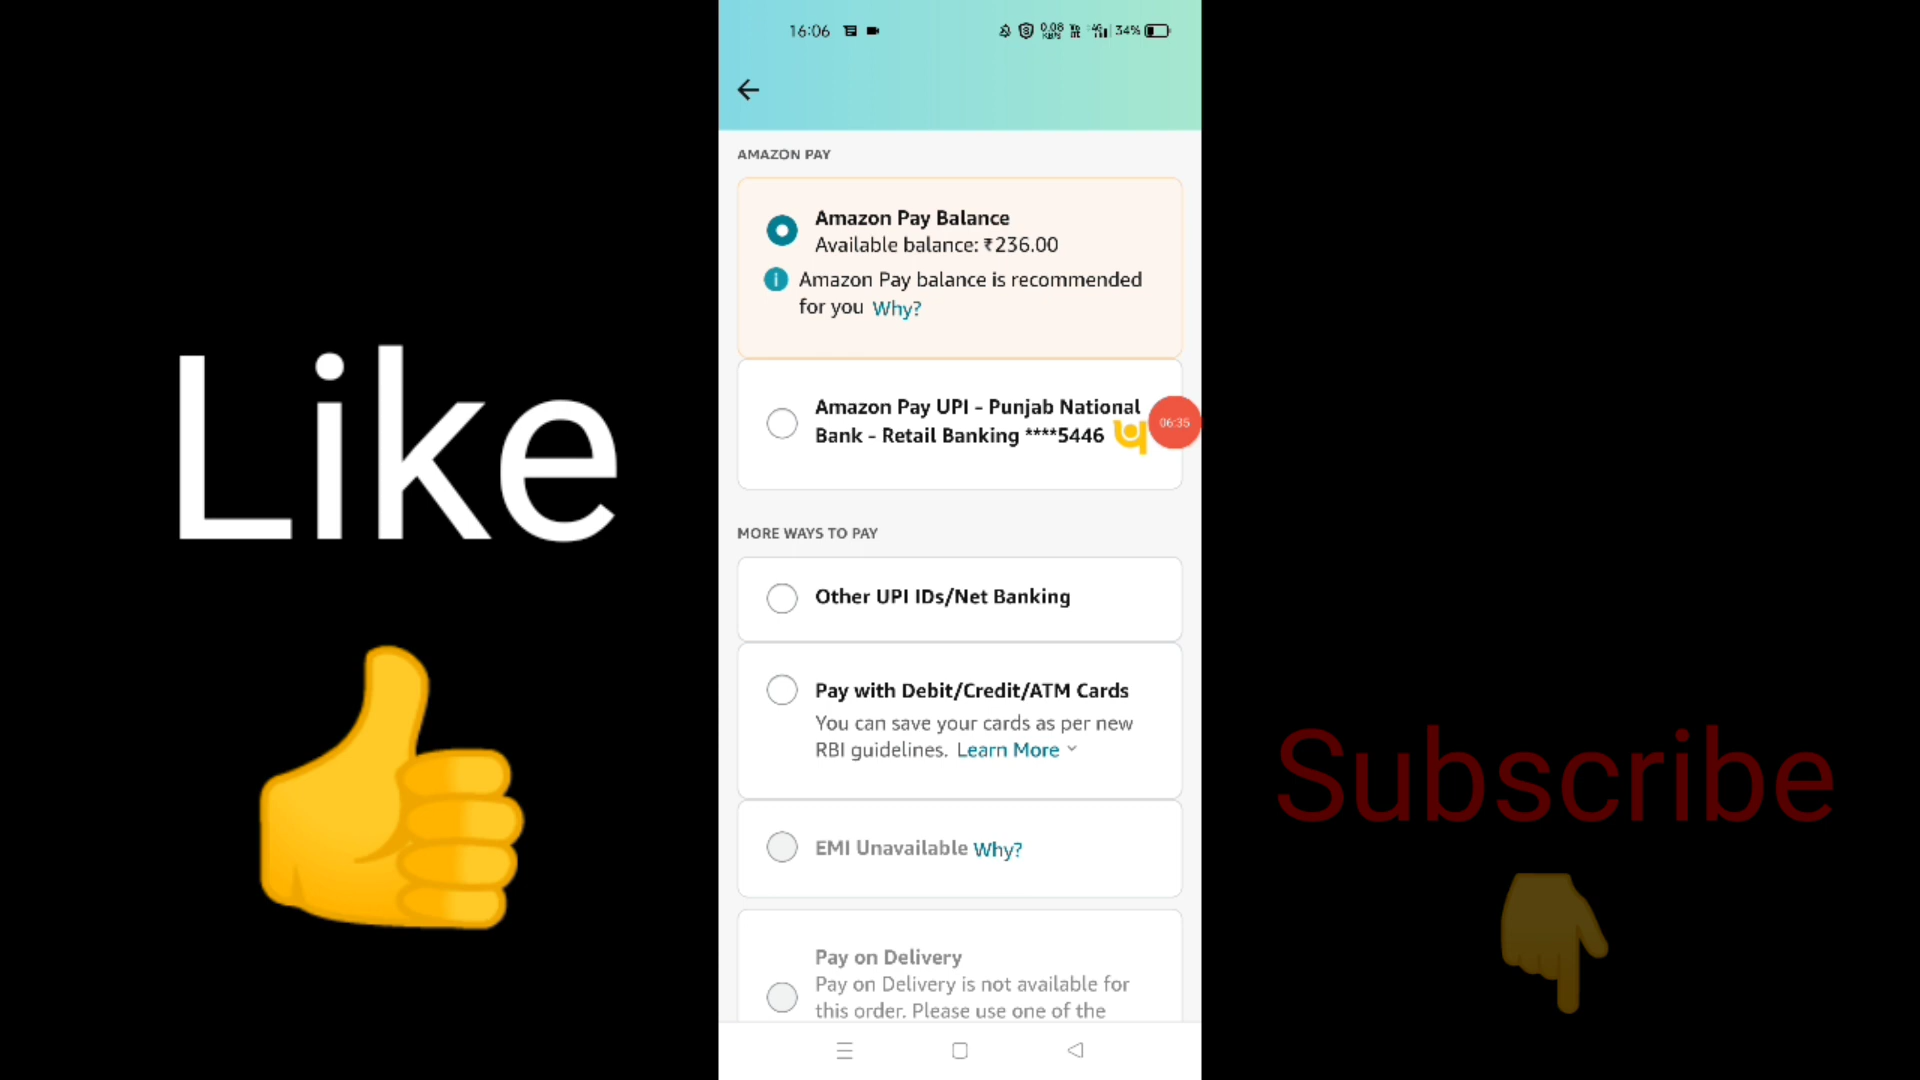 16:06
0.08
KB/S
34%
AMAZON PAY
Amazon Pay Balance
Available balance: ₹236.00
Amazon Pay balance is recommended
for you Why?
Amazon Pay UPI - Punjab National
Bank - Retail Banking ****5446
06:35
MORE WAYS TO PAY
Other UPI IDs/Net Banking
Pay with Debit/Credit/ATM Cards
You can save your cards as per new
RBI guidelines. Learn More
EMI Unavailable Why?
Pay on Delivery
Pay on Delivery is not available for
this order. Please use one of the
Like
Subscribe